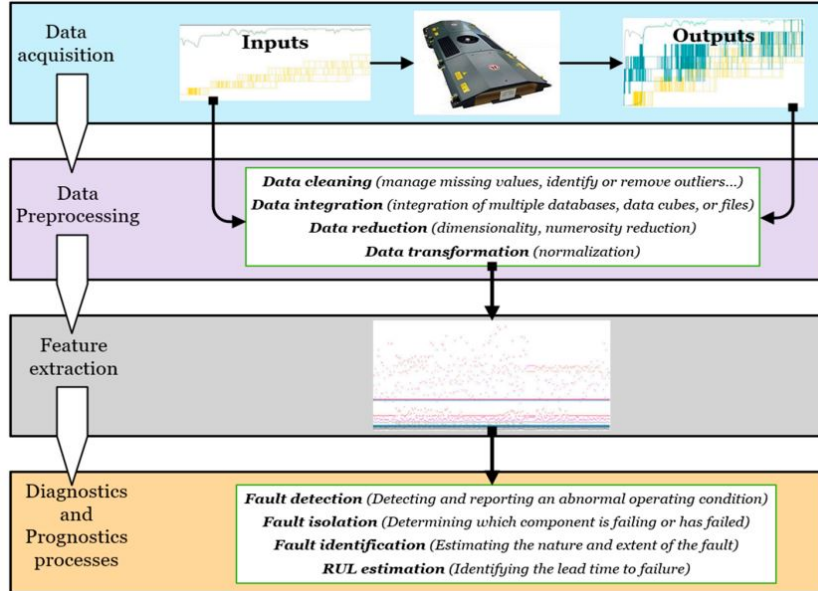 Data
acquisition
Inputs
Outputs
Data
Preprocessing
Data cleaning (manage missing values, identify or remove outliers...)
Data integration (integration of multiple databases, data cubes, or files)
Data reduction (dimensionality, numerosity reduction)
Data transformation (normalization)
Feature
extraction
Diagnostics
and
Prognostics
processes
Fault detection (Detecting and reporting an abnormal operating condition)
Fault isolation (Determining which component is failing or has failed)
Fault identification (Estimating the nature and extent of the fault)
RUL estimation (Identifying the lead time to failure)